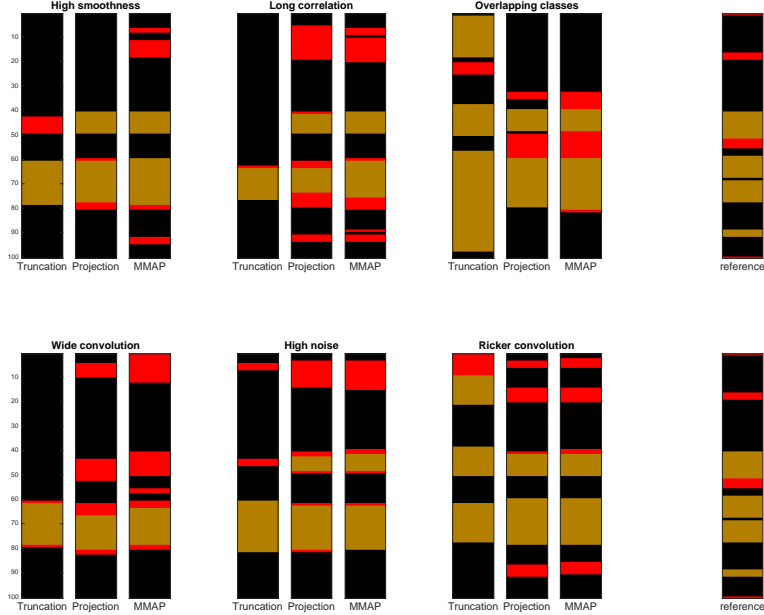 High smoothness
Long correlation
Overlapping classes
10
20
30
40
50
60
70
80
90
100
Truncation Projection MMAP
Truncation Projection MMAP
Truncation Projection MMAP
reference
Wide convolution
High noise
Ricker convolution
10
20
30
40
50
60
70
80
90
100
Truncation Projection MMAP
Truncation Projection MMAP
Truncation Projection MMAP
reference